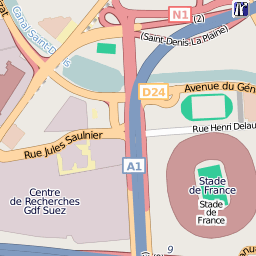 N1
(2)
(Saint-Denis La Plaine)
Canal Saint-Denis
D24
Avenue du Gén
Rue Henri Delau
Rue Jules Saulnier
A1
Centre
de Recherches
Gdf Suez
Stade
de France
Stade
de
France
9